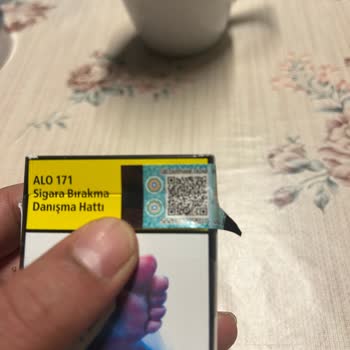 ALO 171
Sigara Bırakma
Danışma Hattı